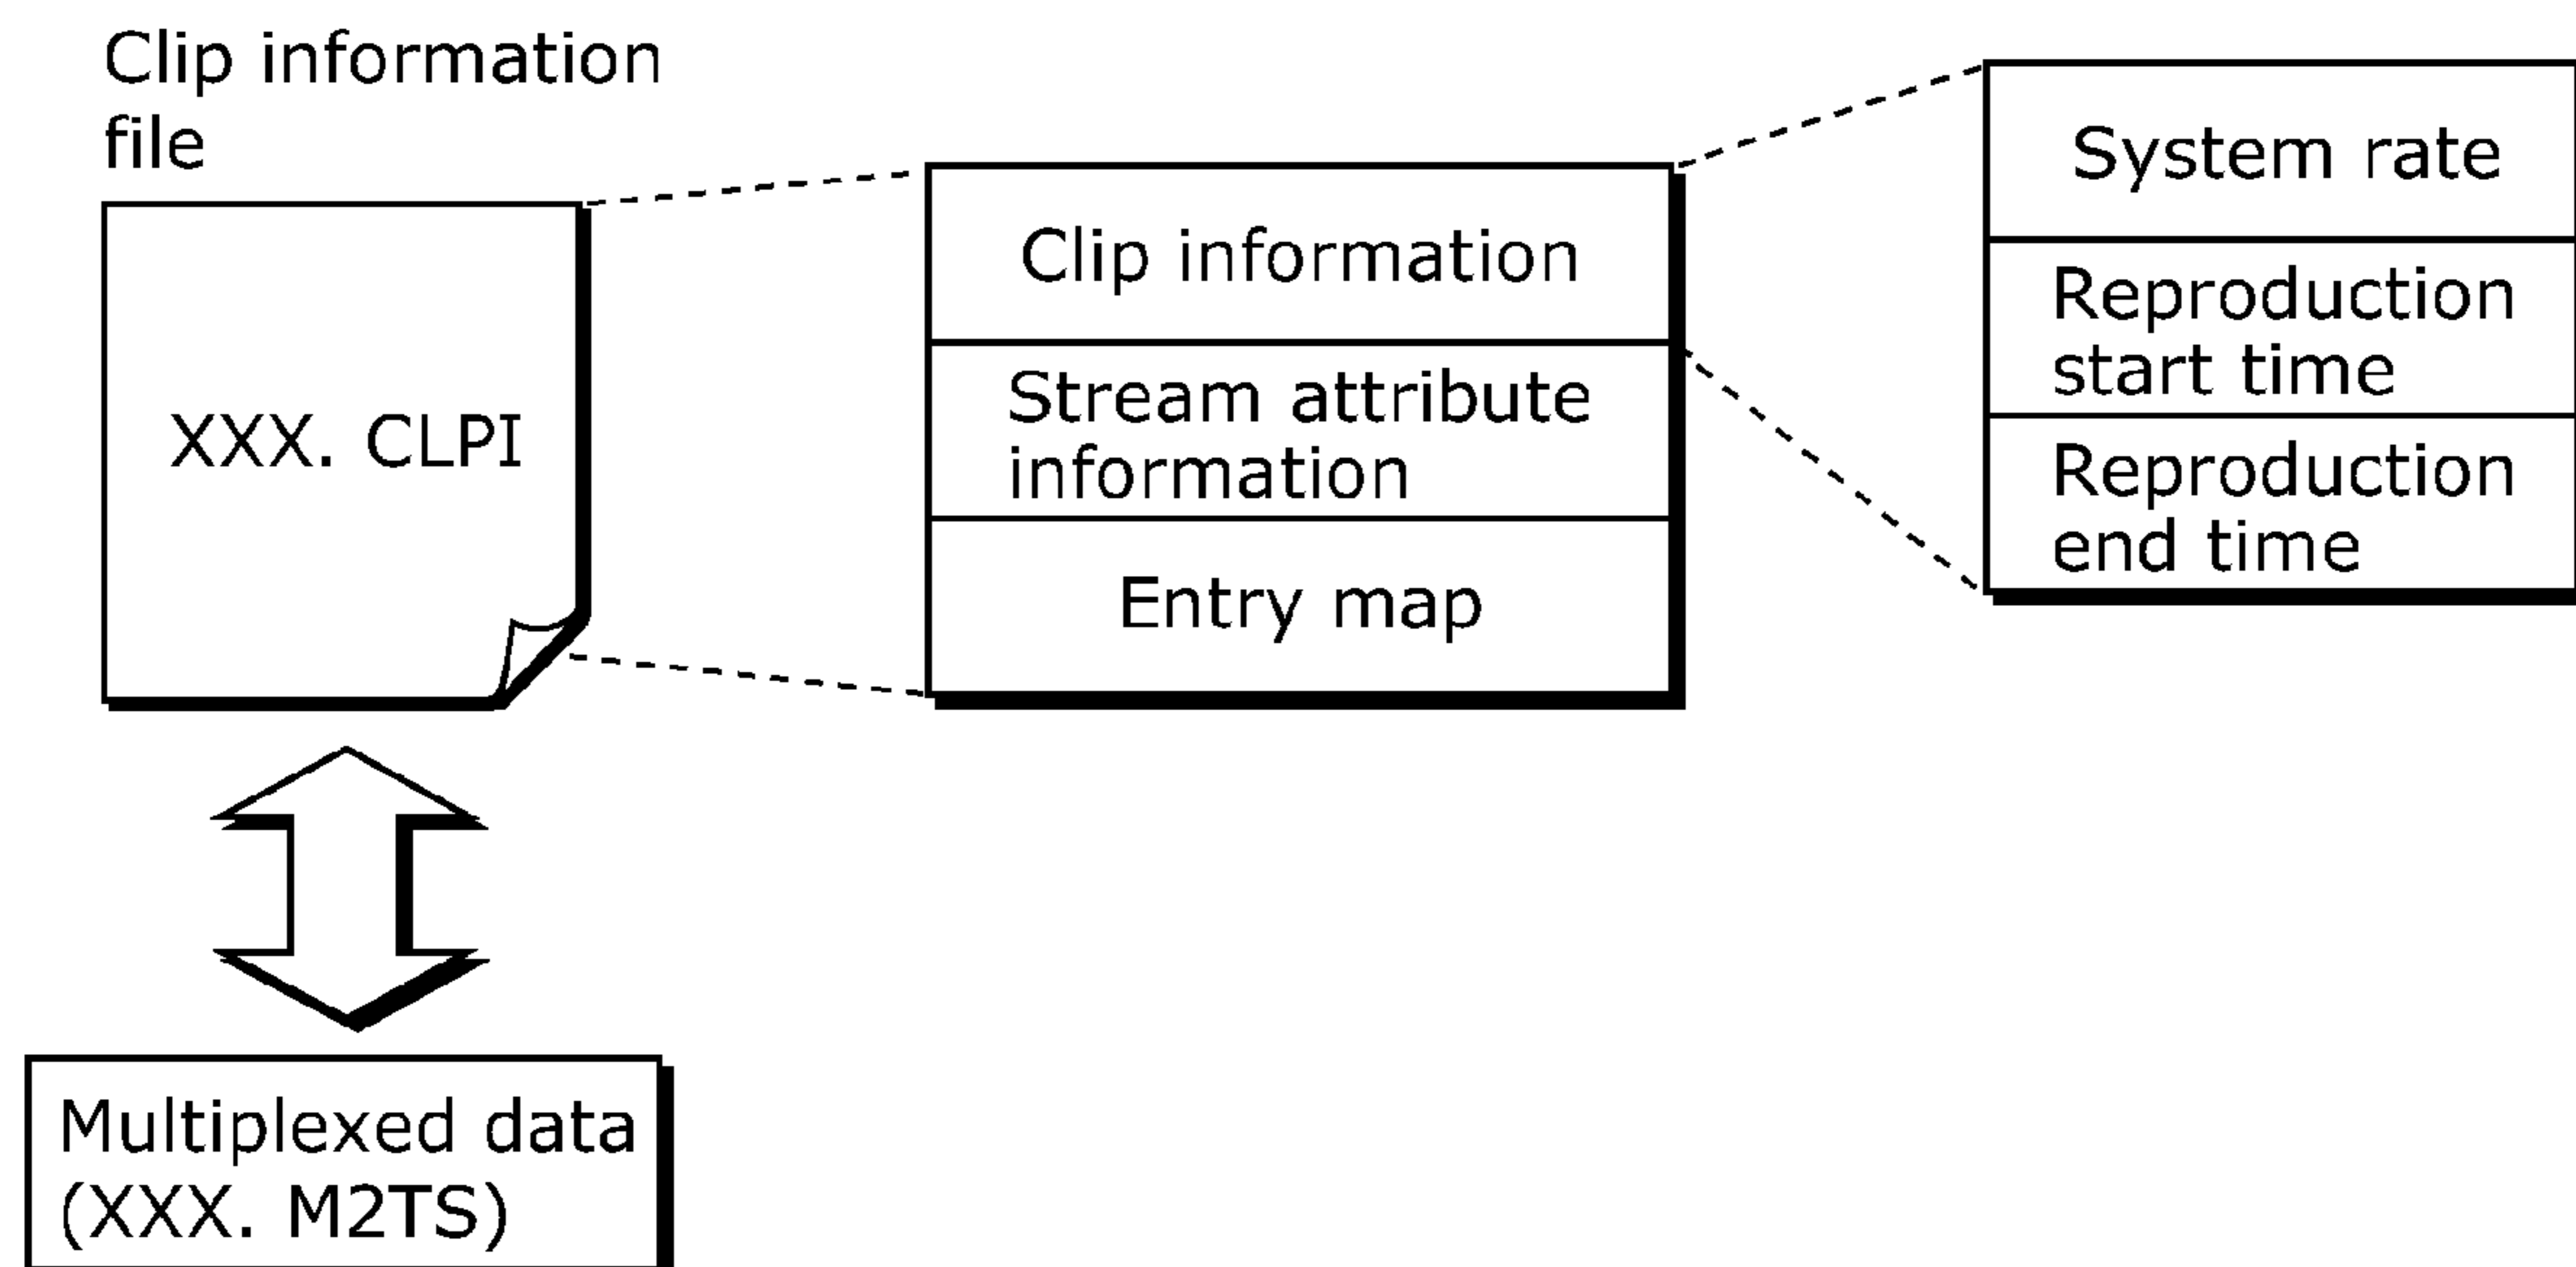 Clip information
file
XXX. CLPI
Clip information
Stream attribute
information
Entry map
System rate
Reproduction
start time
Reproduction
end time
Multiplexed data
(XXX. M2TS)